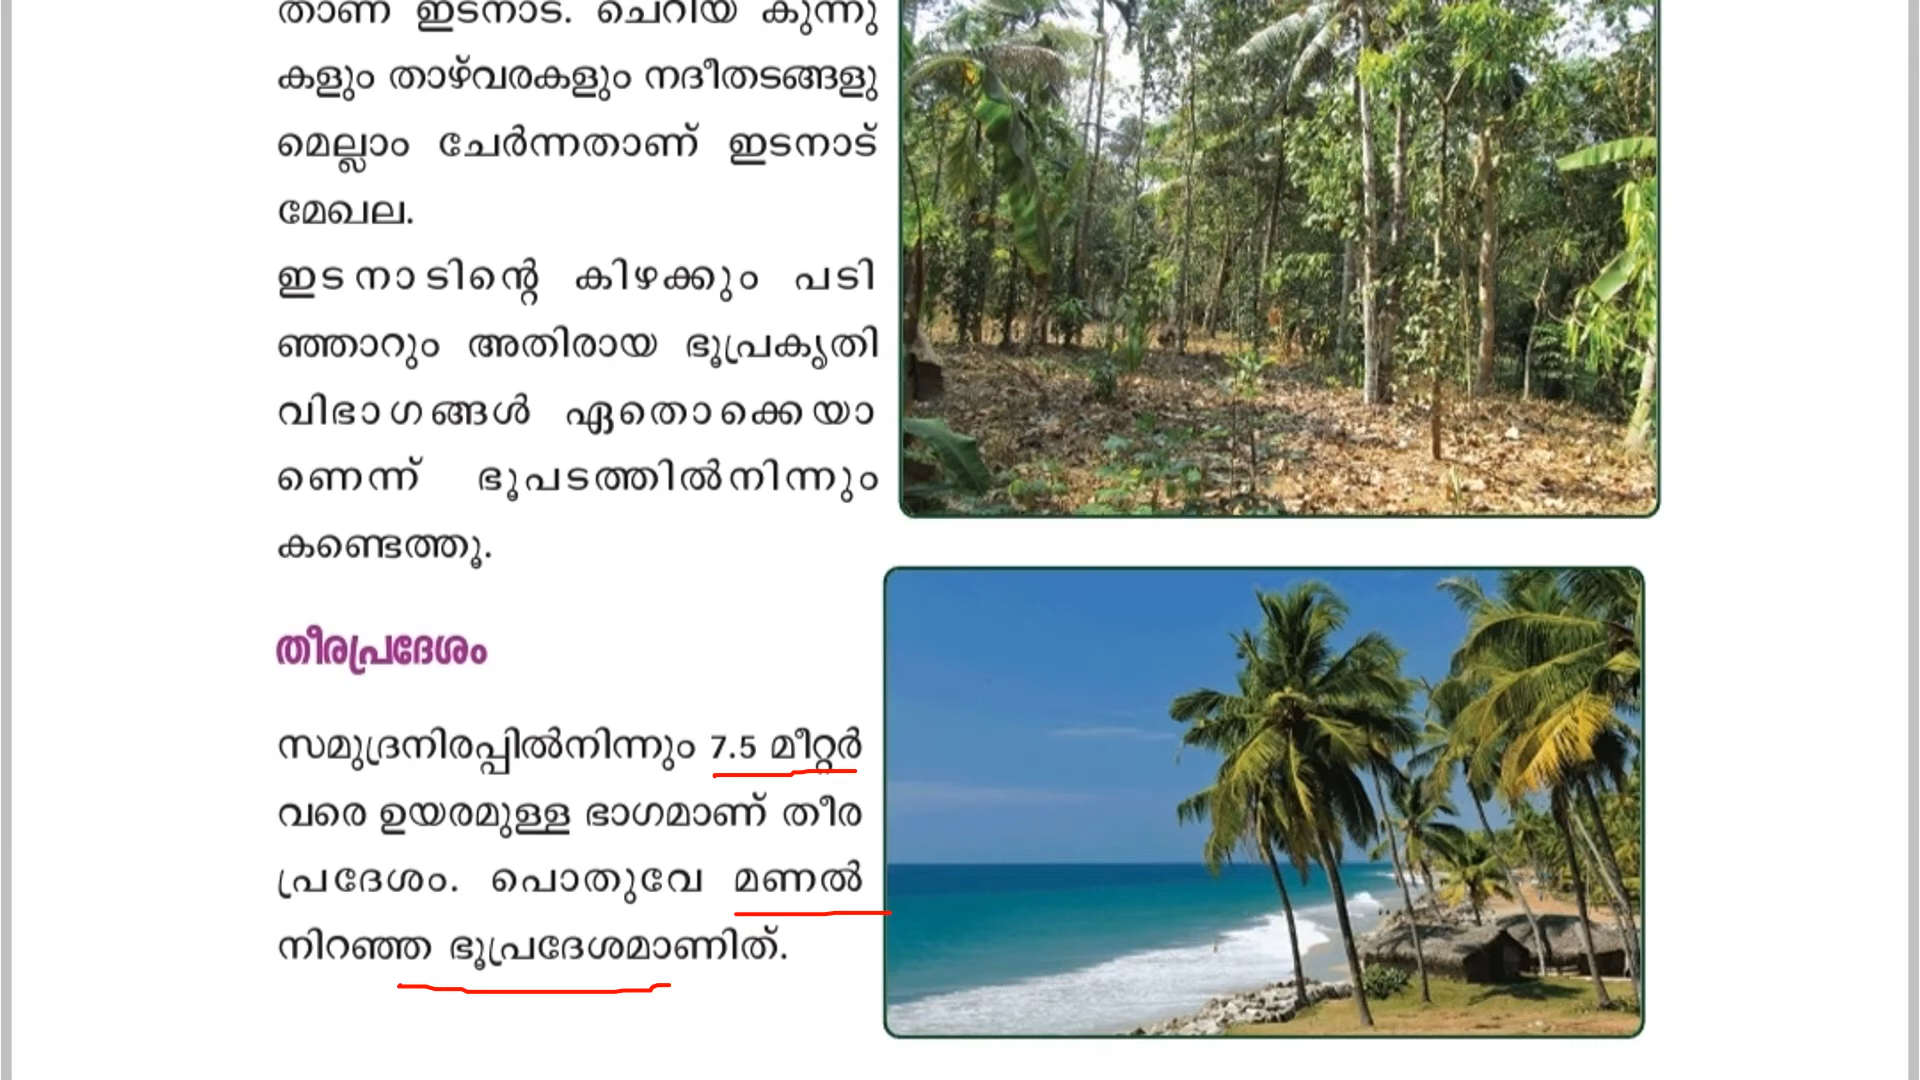 താണ് ഇടനാട്. ചെറിയ കുന്നു
കളും താഴ്‌വരകളും നദീതടങ്ങളു
മെല്ലാം ചേർന്നതാണ് ഇടനാട്
മേഖല.
ഇടനാടിന്റെ കിഴക്കും പടി
ഞ്ഞാറും അതിരായ ഭൂപ്രകൃതി
വിഭാഗങ്ങൾ ഏതൊക്കെയാ
ണെന്ന് ഭൂപടത്തിൽനിന്നും
കണ്ടെത്തൂ.
തീരപ്രദേശം
സമുദ്രനിരപ്പിൽനിന്നും 7.5 മീറ്റർ
വരെ ഉയരമുള്ള ഭാഗമാണ് തീര
പ്രദേശം. പൊതുവേ മണൽ
നിറഞ്ഞ ഭൂപ്രദേശമാണിത്.